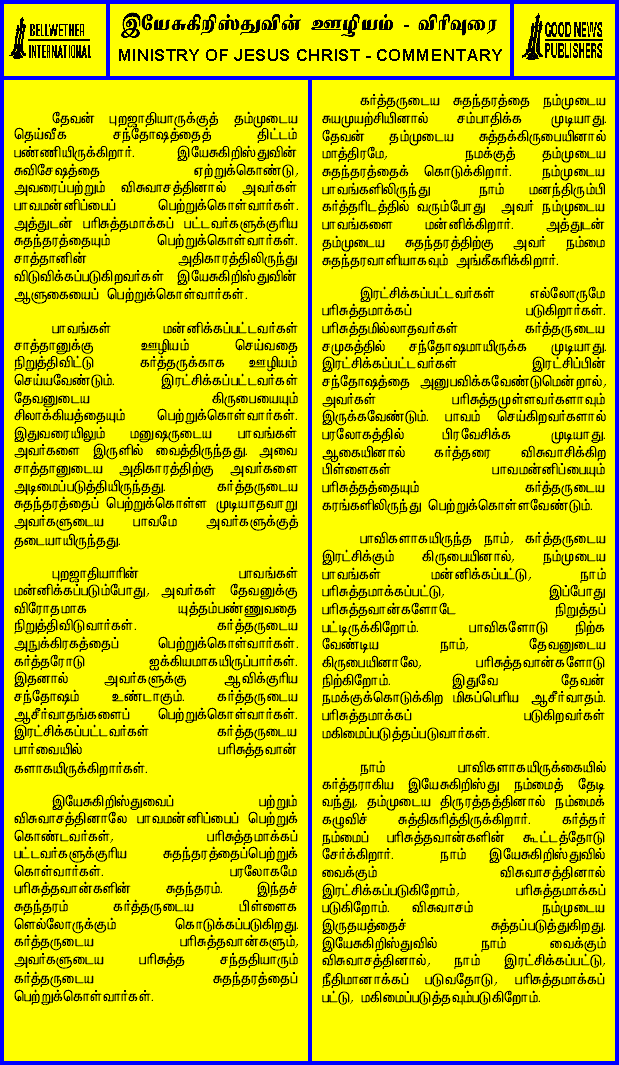 BELLWETHER
INTERNATIONAL
இயேசுகிறிஸ்துவின் ஊழியம் - விரிவுரை
MINISTRY OF JESUS CHRIST - COMMENTARY
GOOD NEWS
PUBLISHERS
தேவன் புறஜாதியாருக்குத் தம்முடைய
தெய்வீக சந்தோஷத்தைத் திட்டம்
பண்ணியிருக்கிறார். இயேசுகிறிஸ்துவின்
சுவிசேஷத்தை ஏற்றுக்கொண்டு,
அவரைப்பற்றும் விசுவாசத்தினால் அவர்கள்
பாவமன்னிப்பைப் பெற்றுக்கொள்வார்கள்.
அத்துடன் பரிசுத்தமாக்கப் பட்டவர்களுக்குரிய
சுதந்தரத்தையும் பெற்றுக்கொள்வார்கள்.
சாத்தானின் அதிகாரத்திலிருந்து
விடுவிக்கப்படுகிறவர்கள் இயேசுகிறிஸ்துவின்
ஆளுகையைப் பெற்றுக்கொள்வார்கள்.
பாவங்கள் மன்னிக்கப்பட்டவர்கள்
சாத்தானுக்கு ஊழியம் செய்வதை
நிறுத்திவிட்டு கர்த்தருக்காக ஊழியம்
செய்யவேண்டும். இரட்சிக்கப்பட்டவர்கள்
தேவனுடைய கிருபையையும்
சிலாக்கியத்தையும் பெற்றுக்கொள்வார்கள்.
இதுவரையிலும் மனுஷருடைய பாவங்கள்
அவர்களை இருளில் வைத்திருந்தது. அவை
சாத்தானுடைய அதிகாரத்திற்கு அவர்களை
அடிமைப்படுத்தியிருந்தது. கர்த்தருடைய
சுதந்தரத்தைப் பெற்றுக்கொள்ள முடியாதவாறு
அவர்களுடைய பாவமே அவர்களுக்குத்
தடையாயிருந்தது.
புறஜாதியாரின் பாவங்கள்
மன்னிக்கப்படும்போது, அவர்கள் தேவனுக்கு
விரோதமாக யுத்தம்பண்ணுவதை
நிறுத்திவிடுவார்கள். கர்த்தருடைய
அநுக்கிரகத்தைப் பெற்றுக்கொள்வார்கள்.
கர்த்தரோடு ஐக்கியமாகயிருப்பார்கள்.
இதனால் அவர்களுக்கு ஆவிக்குரிய
சந்தோஷம் உண்டாகும். கர்த்தருடைய
ஆசீர்வாதங்களைப் பெற்றுக்கொள்வார்கள்.
இரட்சிக்கப்பட்டவர்கள் கர்த்தருடைய
பார்வையில் பரிசுத்தவான்
களாகயிருக்கிறார்கள்.
இயேசுகிறிஸ்துவைப் பற்றும்
விசுவாசத்தினாலே பாவமன்னிப்பைப் பெற்றுக்
கொண்டவர்கள், பரிசுத்தமாக்கப்
பட்டவர்களுக்குரிய சுதந்தரத்தைப்பெற்றுக்
கொள்வார்கள். பரலோகமே
பரிசுத்தவான்களின் சுதந்தரம். இந்தச்
சுதந்தரம் கர்த்தருடைய பிள்ளைக
ளெல்லோருக்கும் கொடுக்கப்படுகிறது.
கர்த்தருடைய பரிசுத்தவான்களும்,
அவர்களுடைய பரிசுத்த சந்ததியாரும்
கர்த்தருடைய சுதந்தரத்தைப்
பெற்றுக்கொள்வார்கள்.
கர்த்தருடைய சுதந்தரத்தை நம்முடைய
சுயமுயற்சியினால் சம்பாதிக்க முடியாது.
தேவன் தம்முடைய சுத்தக்கிருபையினால்
மாத்திரமே, நமக்குத் தம்முடைய
சுதந்தரத்தைக் கொடுக்கிறார். நம்முடைய
பாவங்களிலிருந்து நாம் மனந்திரும்பி
கர்த்தரிடத்தில் வரும்போது அவர் நம்முடைய
பாவங்களை மன்னிக்கிறார். அத்துடன்
தம்முடைய சுதந்தரத்திற்கு அவர் நம்மை
சுதந்தரவாளியாகவும் அங்கீகரிக்கிறார்.
இரட்சிக்கப்பட்டவர்கள் எல்லோருமே
பரிசுத்தமாக்கப் படுகிறார்கள்.
பரிசுத்தமில்லாதவர்கள் கர்த்தருடைய
சமுகத்தில் சந்தோஷமாயிருக்க முடியாது.
இரட்சிக்கப்பட்டவர்கள் இரட்சிப்பின்
சந்தோஷத்தை அனுபவிக்கவேண்டுமென்றால்,
அவர்கள் பரிசுத்தமுள்ளவர்களாவும்
இருக்கவேண்டும். பாவம் செய்கிறவர்களால்
பரலோகத்தில் பிரவேசிக்க முடியாது.
ஆகையினால் கர்த்தரை விசுவாசிக்கிற
பிள்ளைகள் பாவமன்னிப்பையும்
பரிசுத்தத்தையும் கர்த்தருடைய
கரங்களிலிருந்து பெற்றுக்கொள்ளவேண்டும்.
பாவிகளாகயிருந்த நாம், கர்த்தருடைய
இரட்சிக்கும் கிருபையினால், நம்முடைய
பாவங்கள் மன்னிக்கப்பட்டு, நாம்
பரிசுத்தமாக்கப்பட்டு, இப்போது
பரிசுத்தவான்களோடே நிறுத்தப்
பட்டிருக்கிறோம். பாவிகளோடு நிற்க
வேண்டிய நாம், தேவனுடைய
கிருபையினாலே, பரிசுத்தவான்களோடு
நிற்கிறோம். இதுவே தேவன்
நமக்குக்கொடுக்கிற மிகப்பெரிய ஆசீர்வாதம்.
பரிசுத்தமாக்கப் படுகிறவர்கள்
மகிமைப்படுத்தப்படுவார்கள்.
நாம் பாவிகளாகயிருக்கையில்
கர்த்தராகிய இயேசுகிறிஸ்து நம்மைத் தேடி
வந்து, தம்முடைய திருரத்தத்தினால் நம்மைக்
கழுவிச் சுத்திகரித்திருக்கிறார். கர்த்தர்
நம்மைப் பரிசுத்தவான்களின் கூட்டத்தோடு
சேர்க்கிறார். நாம் இயேசுகிறிஸ்துவில்
வைக்கும் விசுவாசத்தினால்
இரட்சிக்கப்படுகிறோம், பரிசுத்தமாக்கப்
படுகிறோம். விசுவாசம் நம்முடைய
இருதயத்தைச் சுத்தப்படுத்துகிறது.
இயேசுகிறிஸ்துவில் நாம் வைக்கும்
விசுவாசத்தினால், நாம் இரட்சிக்கப்பட்டு,
நீதிமானாக்கப் படுவதோடு, பரிசுத்தமாக்கப்
பட்டு, மகிமைப்படுத்தவும்படுகிறோம்.